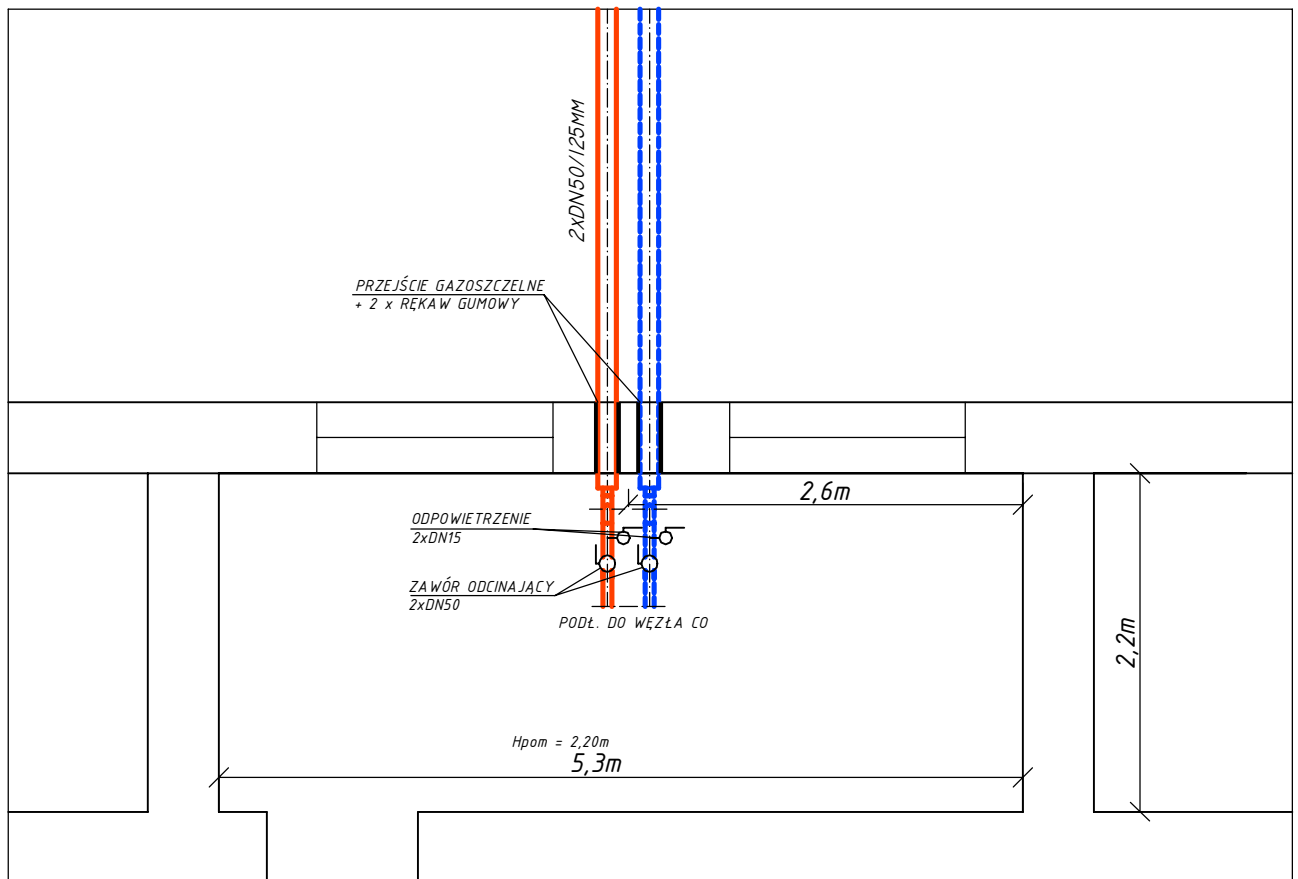 2xDN50/125MM
PRZEJŚCIE GAZOSZCZELNE
+ 2 x RĘKAW GUMOWY
2,6m
ODPOWIETRZENIE
2xDN15
ZAWÓR ODCINAJĄCY
2xDN50
PODŁ. DO WĘZŁA CO
2,2m
Hpom = 2,20m
5,3m